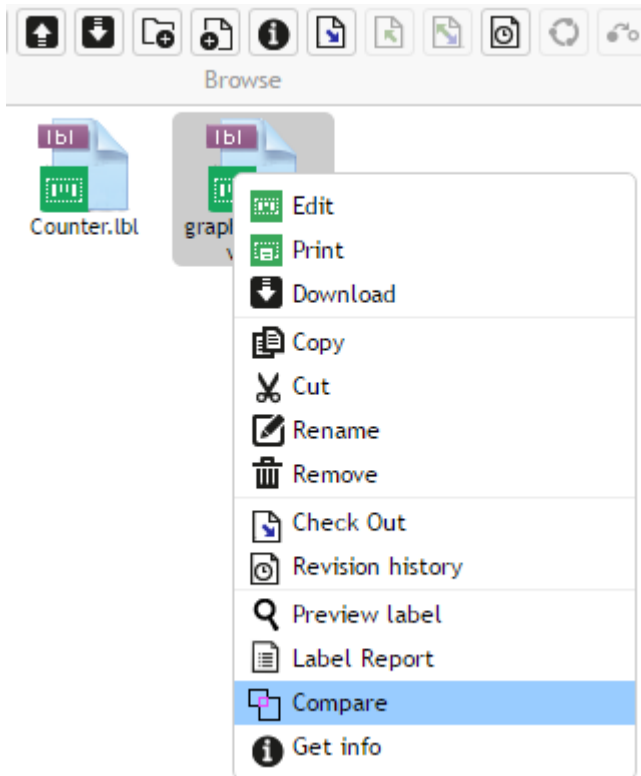 Browse
lbl
lbl
Counter.lbl
grap
v
Edit
Print
Download
Copy
Cut
Rename
Remove
Check Out
Revision history
Preview label
Label Report
Compare
Get info